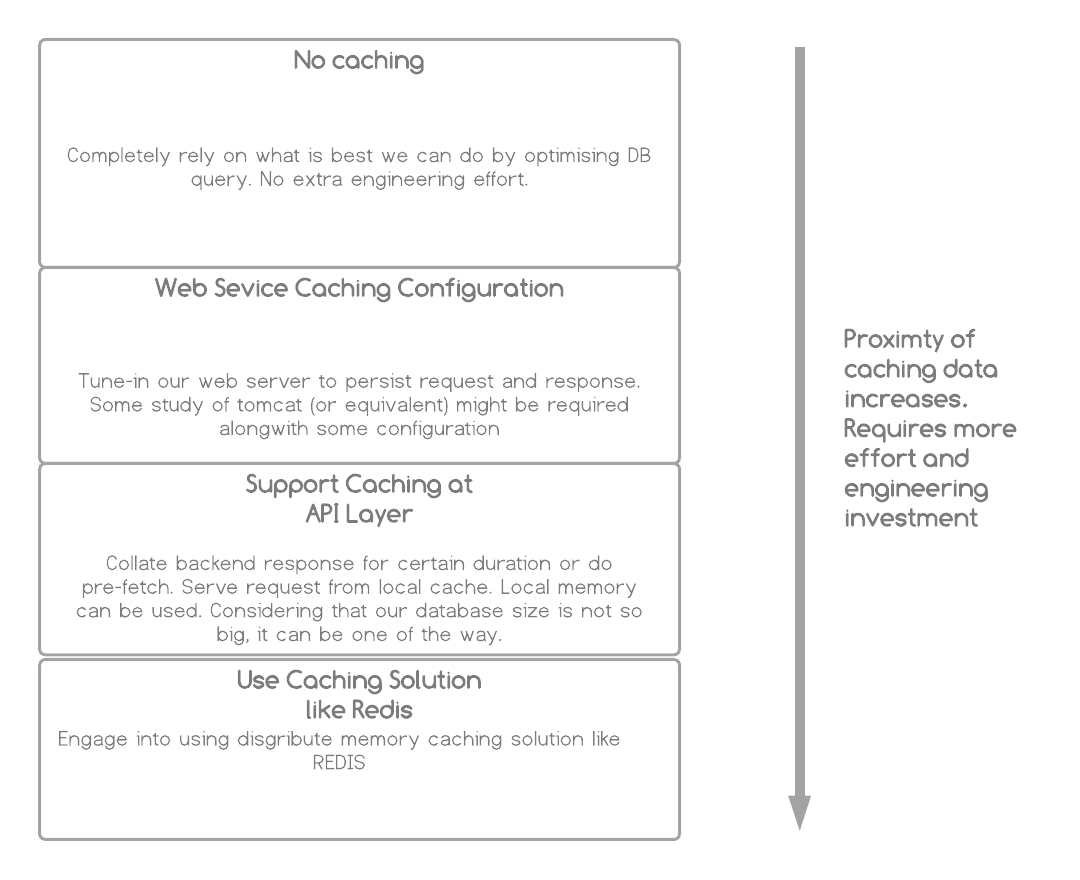 No caching
Completely rely on what is best we can do by optimising DB
query. No extra engineering effort.
Web Sevice Caching Configuration
Tune-in our web server to persist request and response.
Some study of tomcat (or equivalent) might be required
alongwith some configuration
Support Caching at
API Layer
Collate backend response for certain duration or do
pre-fetch. Serve request from local cache. Local memory
can be used. Considering that our database size is not so
big, it can be one of the way.
Use Caching Solution
like Redis
Engage into using disgribute memory caching solution like
REDIS
Proximty of
caching data
increases.
Requires more
effort and
engineering
investment